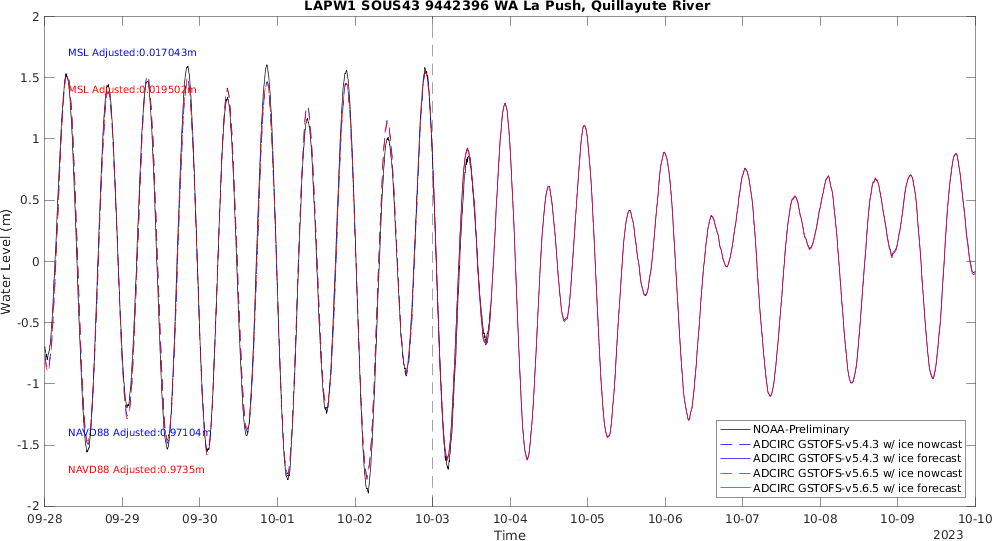 LAPW1 SOUS43 9442396 WA La Push, Quillayute River
2
1.5
1
0.5
0
-0.5
-1
-1.5
-2
Water Level (m)
MSL Adjusted:0.017043m
MSL Adjusted:0.019502m
NAVD88 Adjusted:0.97104m
NAVD88 Adjusted:0.9735m
NOAA-Preliminary
ADCIRC GSTOFS-v5.4.3 w/ ice nowcast
ADCIRC GSTOFS-v5.4.3 w/ ice forecast
ADCIRC GSTOFS-v5.6.5 w/ ice nowcast
ADCIRC GSTOFS-v5.6.5 w/ ice forecast
09-28 09-29 09-30 10-01 10-02 10-03 10-04 10-05 10-06 10-07 10-08 10-09 10-10
Time
2023